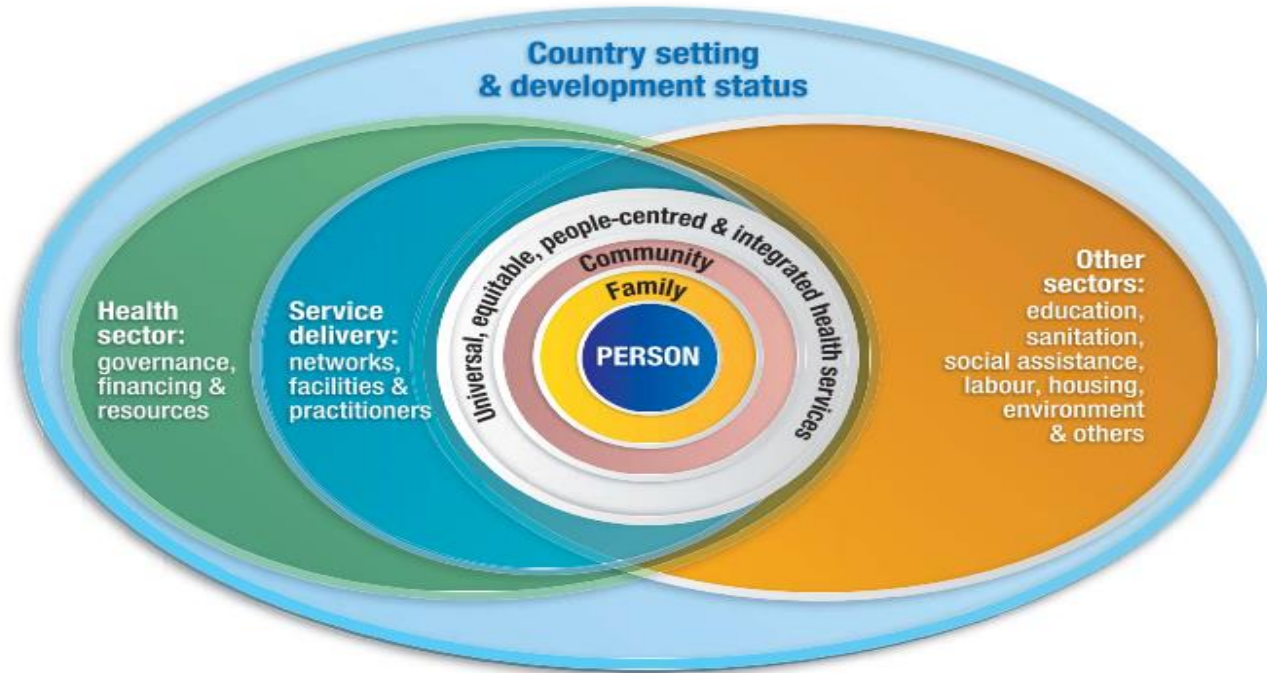 Country setting
& development status
Health
sector:
governance,
financing &
resources
Service
delivery:
networks,
facilities &
practitioners
Universal, equitable, people-centred & integrated health services
Community
Family
PERSON
Other
sectors:
education,
sanitation,
social assistance,
labour, housing,
environment
& others